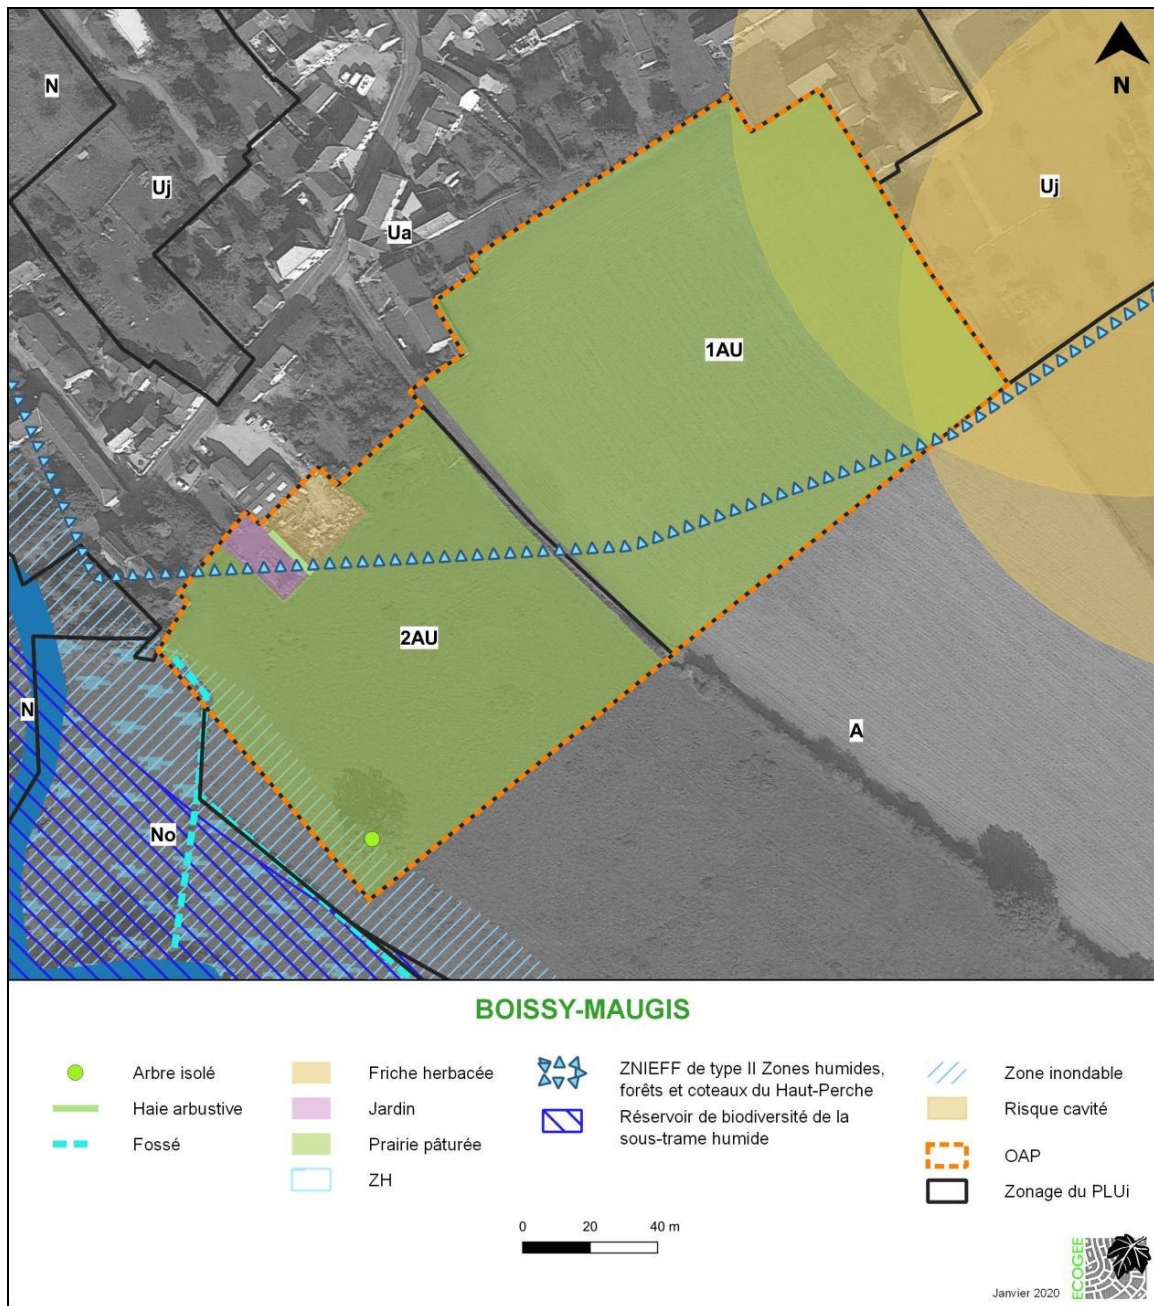 N
N
Uj
Uj
Ua
1AU
2AU
N
A
No
BOISSY-MAUGIS
Arbre isolé
Haie arbustive
Fossé
Friche herbacée
Jardin
Prairie pâturée
ZH
ZNIEFF de type II Zones humides,
forêts et coteaux du Haut-Perche
Réservoir de biodiversité de la
sous-trame humide
Zone inondable
Risque cavité
OAP
Zonage du PLUi
0 20 40 m
Janvier 2020
ECOGEE